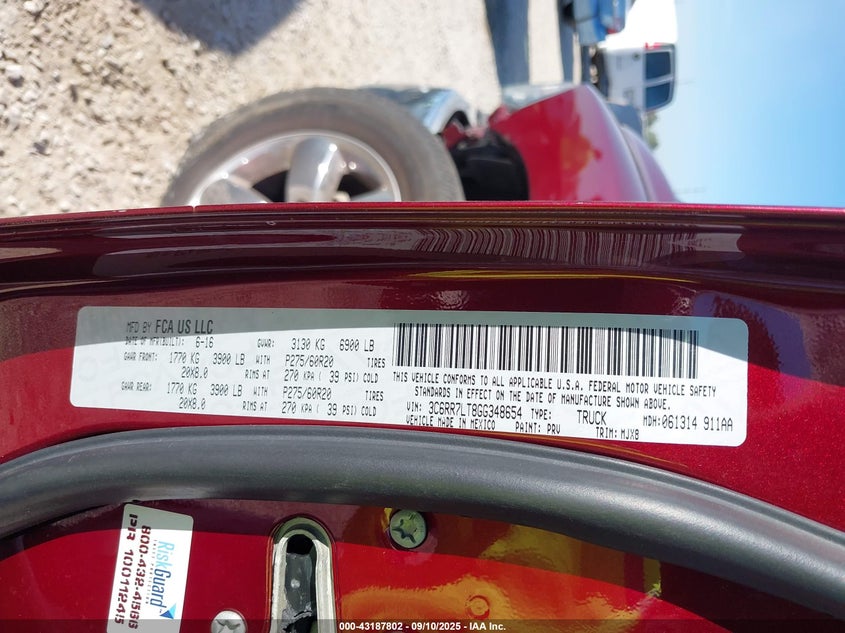 MFD BY FCA US LLC
DATE OF MFR(BUILT): 6-16 GVWR: 3130 KG 6900 LB
GAWR FRONT: 1770 KG 3900 LB WITH P275/60R20 TIRES
20X8.0 RIMS AT 270 KPA ( 39 PSI) COLD
GAWR REAR: 1770 KG 3900 LB WITH P275/60R20 TIRES
20X8.0 RIMS AT 270 KPA ( 39 PSI) COLD
THIS VEHICLE CONFORMS TO ALL APPLICABLE U.S.A. FEDERAL MOTOR VEHICLE SAFETY
STANDARDS IN EFFECT ON THE DATE OF MANUFACTURE SHOWN ABOVE.
VIN: 3C6RR7LT8GG348654 TYPE: TRUCK MDH:061314 911AA
VEHICLE MADE IN MEXICO PAINT: PRV TRIM: MJX8
RiskGuard
800-432-4566
PR 10011245
000-43187802 - 09/10/2025 - IAA Inc.